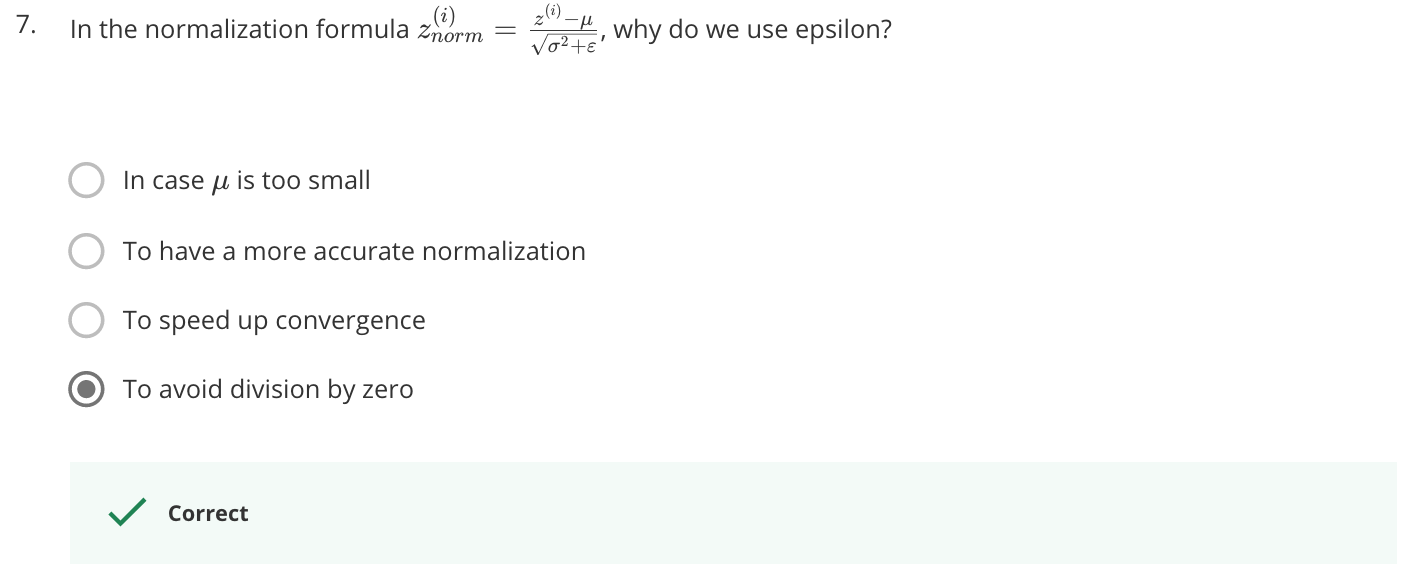 7. In the normalization formula $z_{norm}^{(i)} = \frac{z^{(i)}-\mu}{\sqrt{\sigma^2+\varepsilon}}$, why do we use epsilon?
In case $\mu$ is too small
To have a more accurate normalization
To speed up convergence
To avoid division by zero
Correct